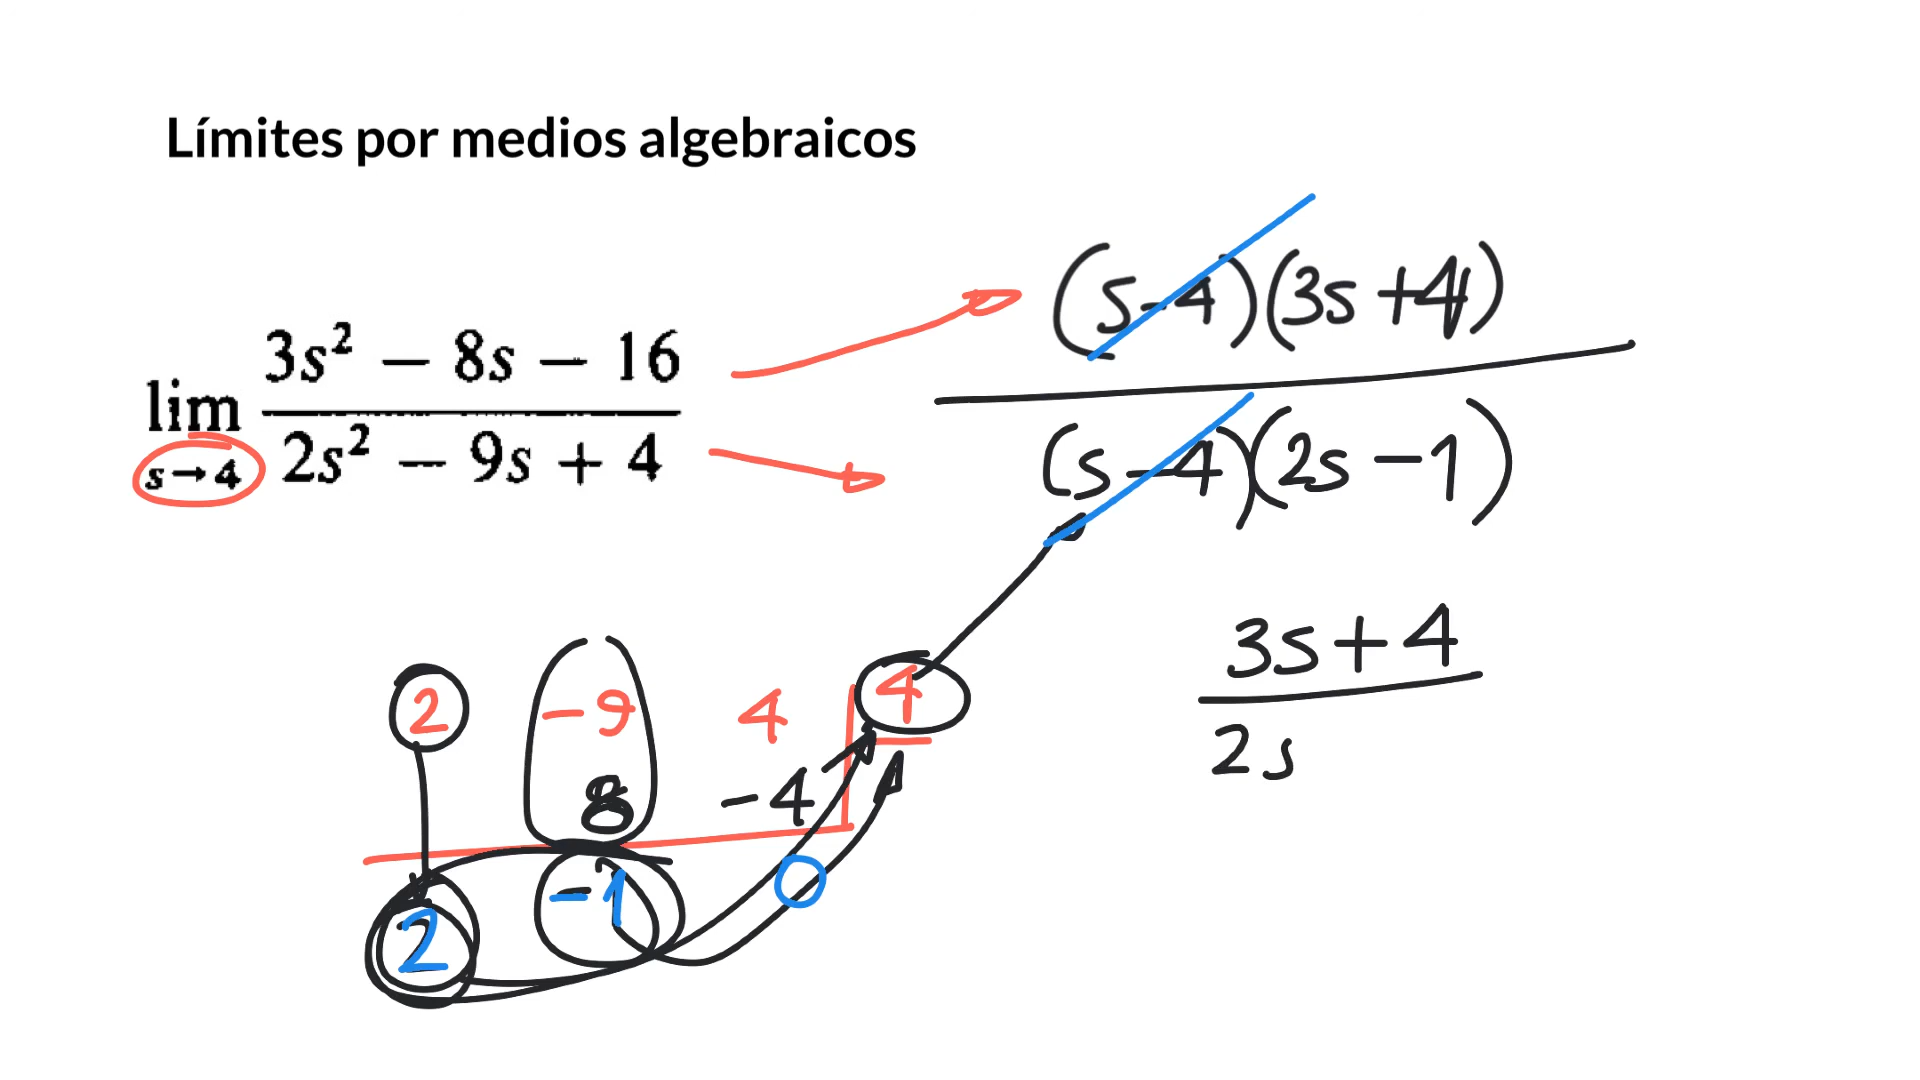 Límites por medios algebraicos
3s² − 8s − 16
lim
s→4
2s² − 9s + 4
(s-4)(3s+4)
(s-4)(2s-1)
3s+4
2s
2 -9 4 4
8 -4
2 -1 0